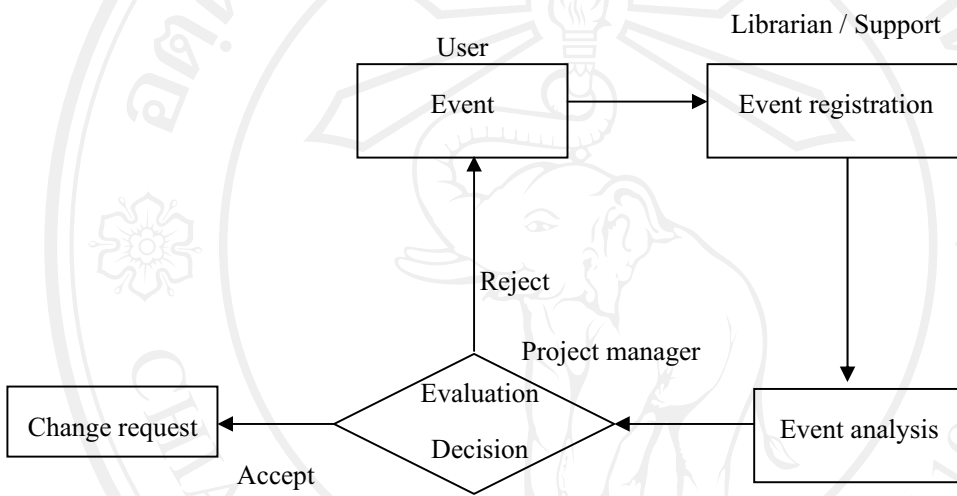 Librarian / Support
User
Event
Event registration
Reject
Project manager
Evaluation
Decision
Change request
Event analysis
Accept